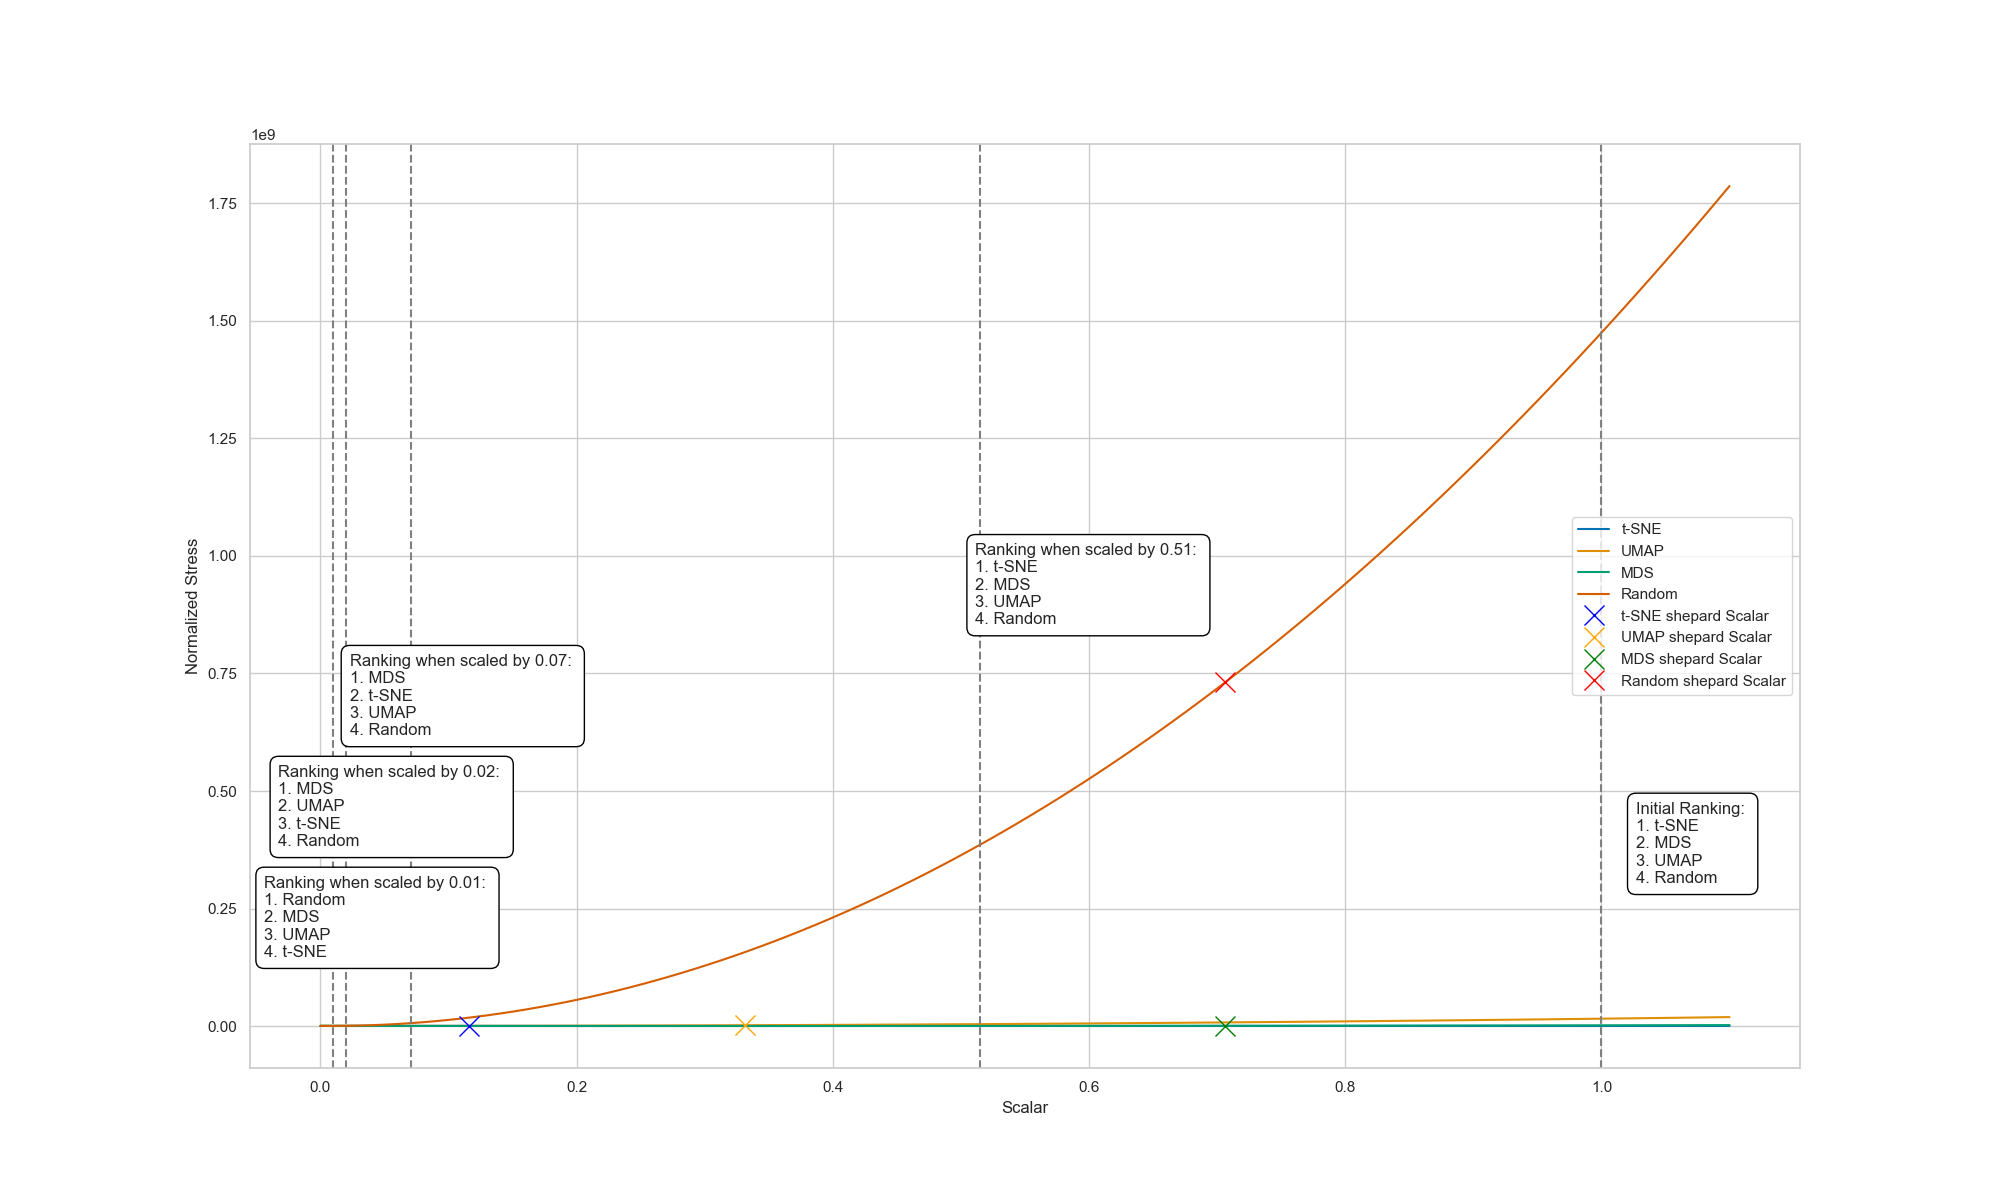 1e9
1.75
1.50
1.25
1.00
0.75
0.50
0.25
0.00
Normalized Stress
Ranking when scaled by 0.51:
1. t-SNE
2. MDS
3. UMAP
4. Random
t-SNE
UMAP
MDS
Random
t-SNE shepard Scalar
UMAP shepard Scalar
MDS shepard Scalar
Random shepard Scalar
Ranking when scaled by 0.07:
1. MDS
2. t-SNE
3. UMAP
4. Random
Ranking when scaled by 0.02:
1. MDS
2. UMAP
3. t-SNE
4. Random
Initial Ranking:
1. t-SNE
2. MDS
3. UMAP
4. Random
Ranking when scaled by 0.01:
1. Random
2. MDS
3. UMAP
4. t-SNE
0.0
0.2
0.4
0.6
0.8
1.0
Scalar